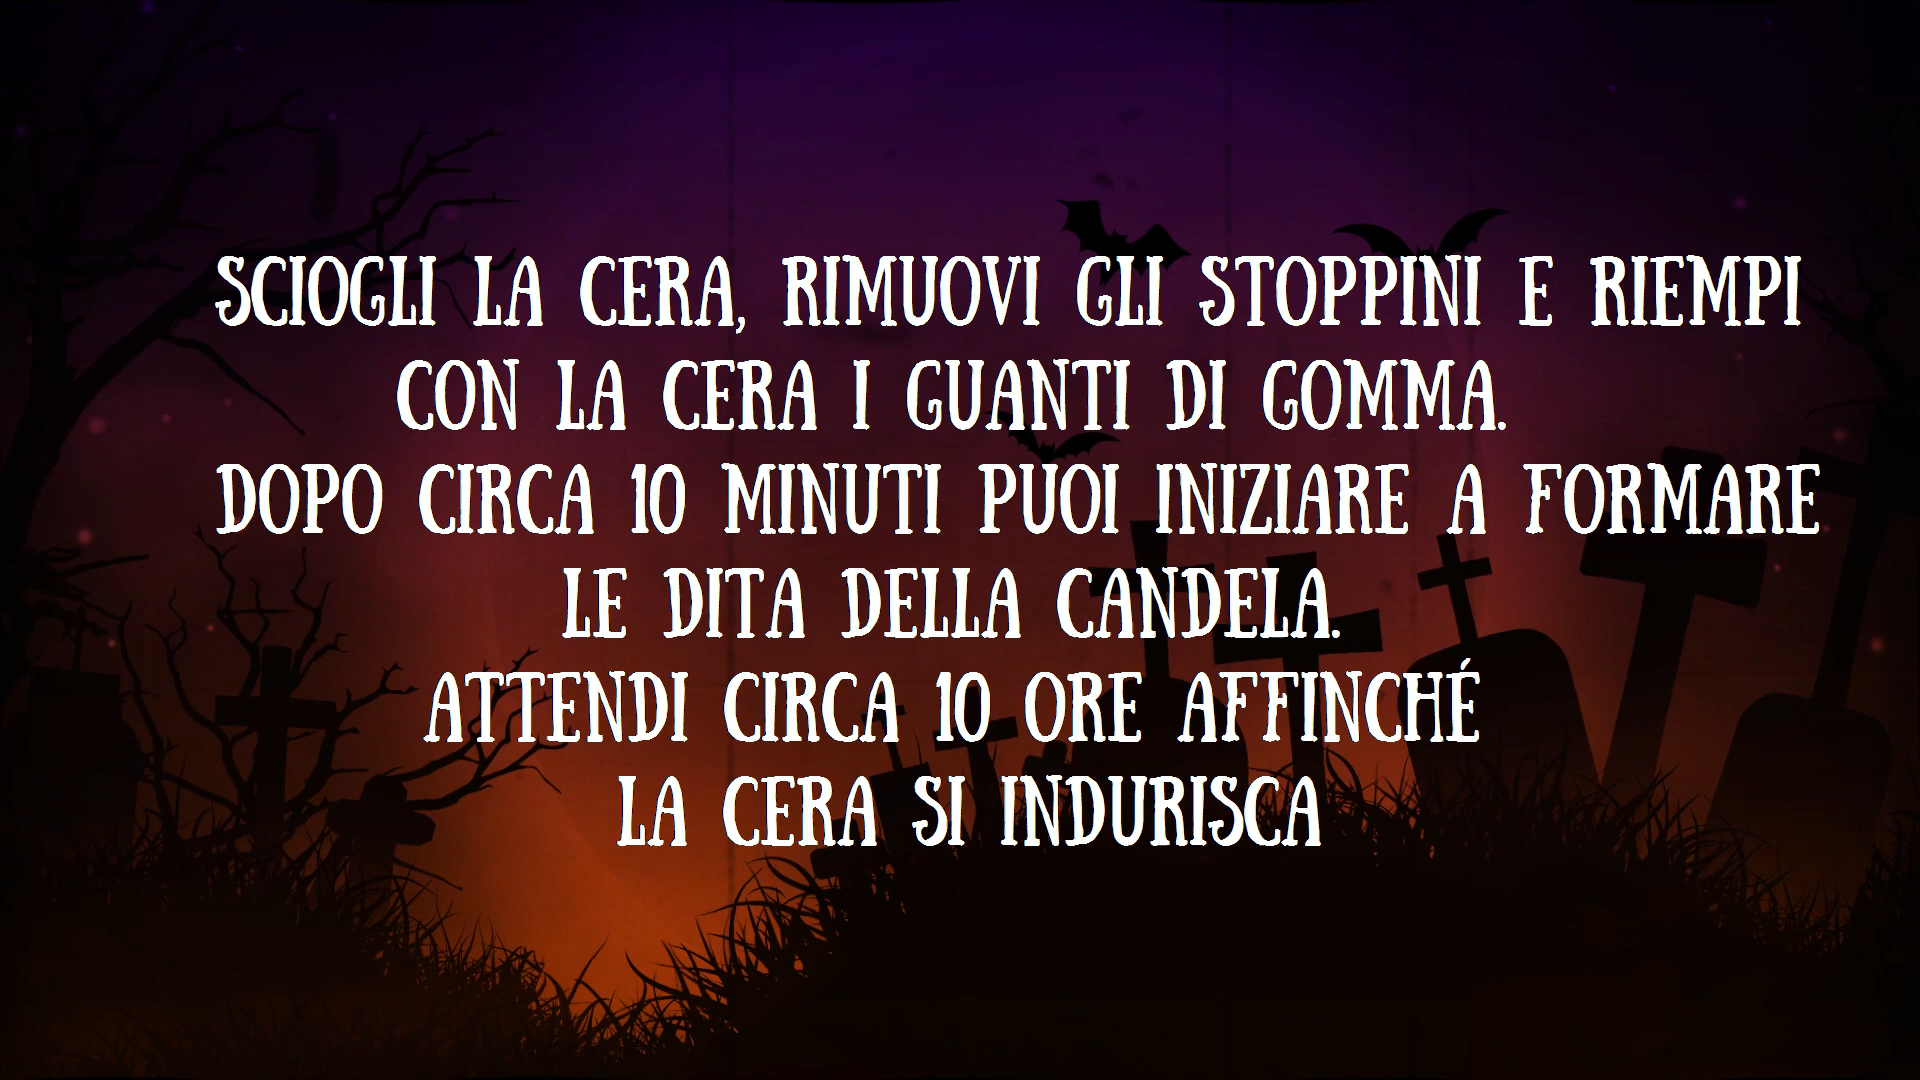 SCIOGLI LA CERA, RIMUOVI GLI STOPPINI E RIEMPI
CON LA CERA I GUANTI DI GOMMA.
DOPO CIRCA 10 MINUTI PUOI INIZIARE A FORMARE
LE DITA DELLA CANDELA.
ATTENDI CIRCA 10 ORE AFFINCHÉ
LA CERA SI INDURISCA